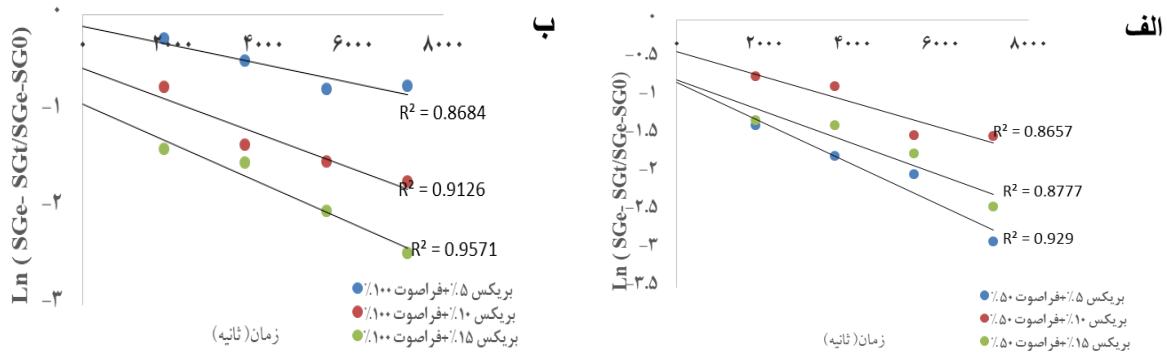 الف
۰ ۲۰۰۰ ۴۰۰۰ ۶۰۰۰ ۸۰۰۰
۰
−۰.۵
−۱
−۱.۵
−۲
−۲.۵
−۳
−۳.۵
Ln ( SGe- SGt/SGe-SG0)
R² = 0.8657
R² = 0.8777
R² = 0.929
بریکس ۵٪+فراصوت ۵۰٪
بریکس ۱۰٪+فراصوت ۵۰٪
بریکس ۱۵٪+فراصوت ۵۰٪
زمان(ثانیه)
ب
۰ ۲۰۰۰ ۴۰۰۰ ۶۰۰۰ ۸۰۰۰
۰
−۱
−۲
−۳
Ln ( SGe- SGt/SGe-SG0)
R² = 0.8684
R² = 0.9126
R² = 0.9571
بریکس ۵٪+فراصوت ۱۰۰٪
بریکس ۱۰٪+فراصوت ۱۰۰٪
بریکس ۱۵٪+فراصوت ۱۰۰٪
زمان(ثانیه)